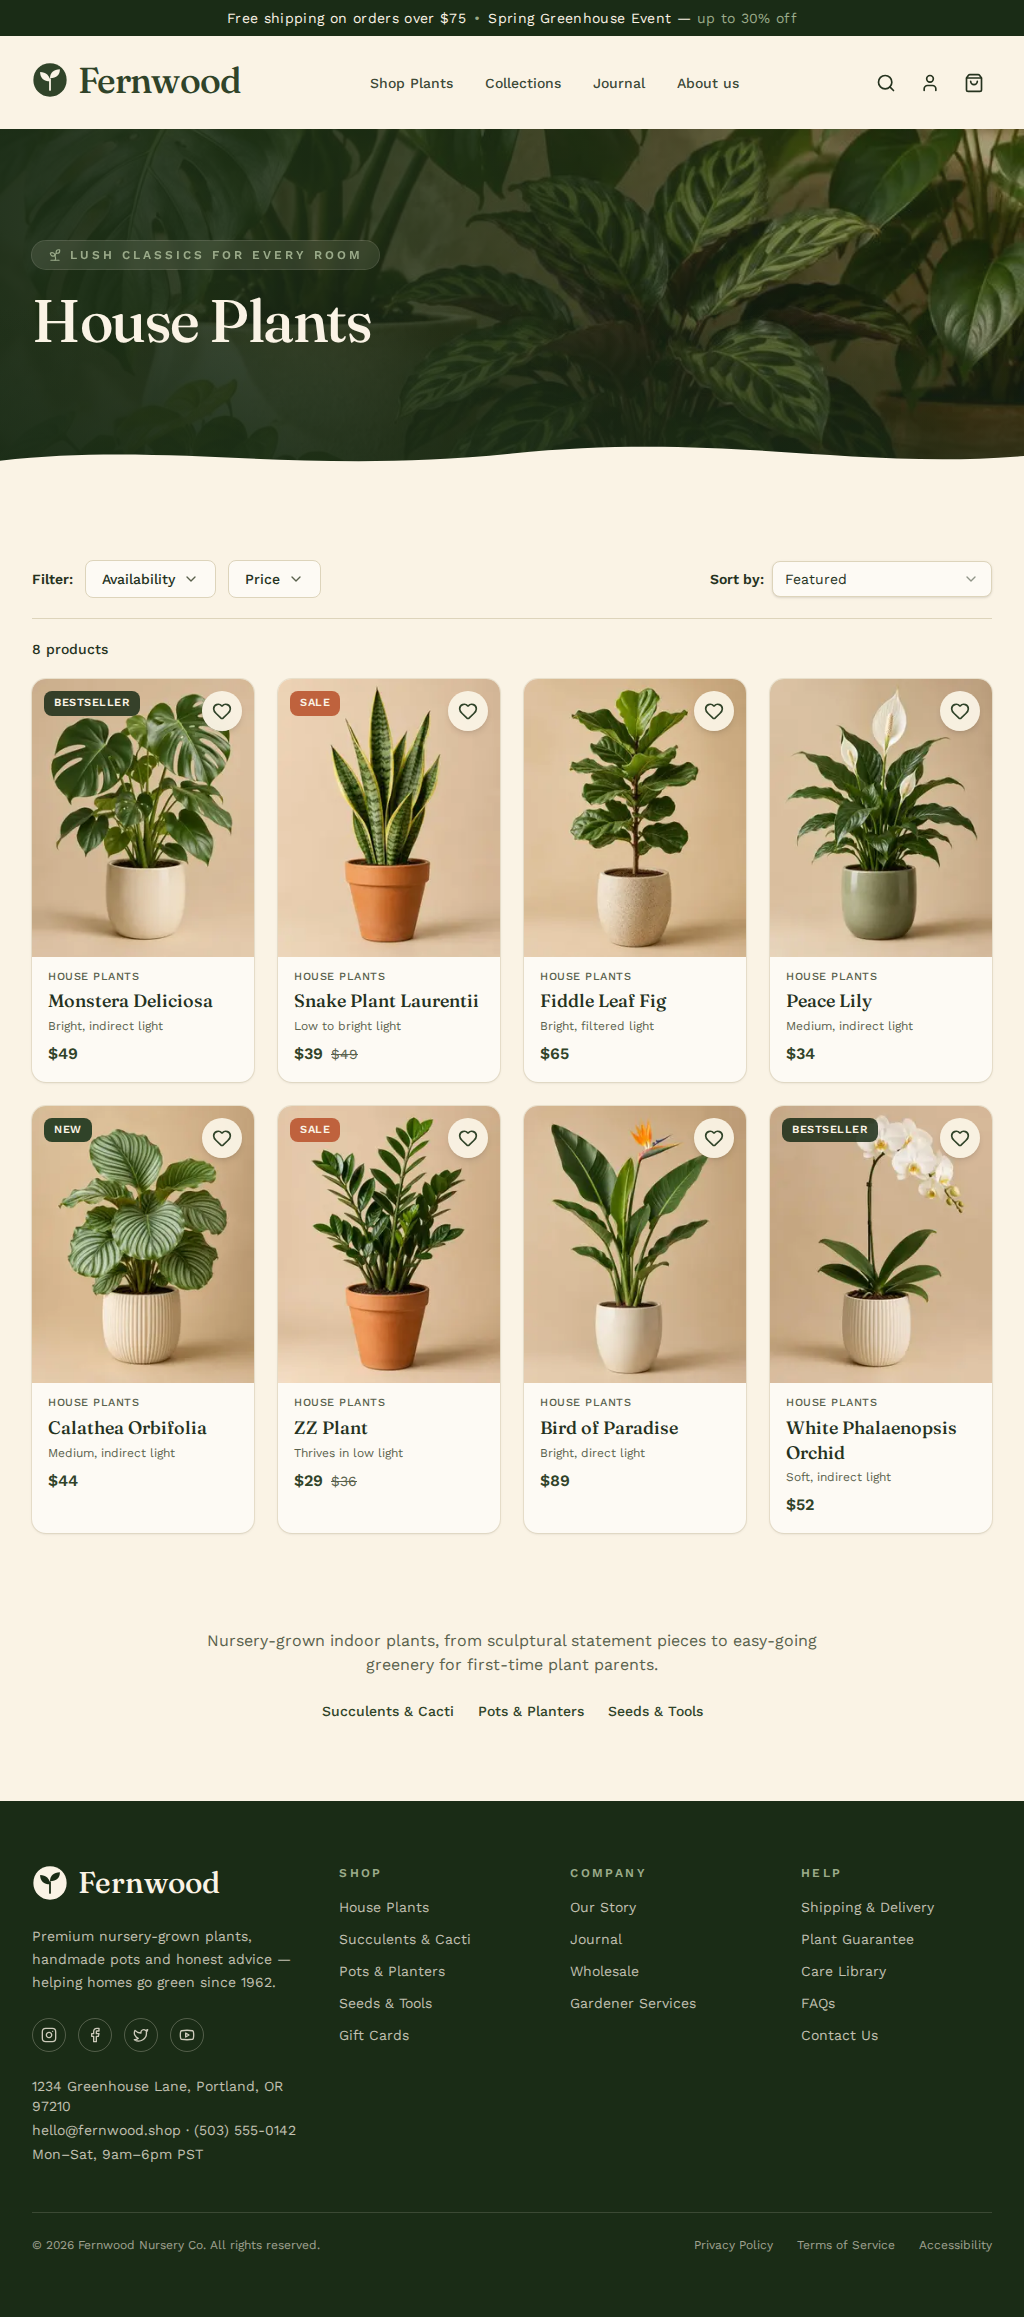 Free shipping on orders over $75 • Spring Greenhouse Event — up to 30% off
Fernwood
Shop Plants Collections Journal About us
LUSH CLASSICS FOR EVERY ROOM
House Plants
Filter: Availability Price Sort by: Featured
8 products
BESTSELLER
HOUSE PLANTS
Monstera Deliciosa
Bright, indirect light
$49
SALE
HOUSE PLANTS
Snake Plant Laurentii
Low to bright light
$39 $49
HOUSE PLANTS
Fiddle Leaf Fig
Bright, filtered light
$65
HOUSE PLANTS
Peace Lily
Medium, indirect light
$34
NEW
HOUSE PLANTS
Calathea Orbifolia
Medium, indirect light
$44
SALE
HOUSE PLANTS
ZZ Plant
Thrives in low light
$29 $36
HOUSE PLANTS
Bird of Paradise
Bright, direct light
$89
BESTSELLER
HOUSE PLANTS
White Phalaenopsis
Orchid
Soft, indirect light
$52
Nursery-grown indoor plants, from sculptural statement pieces to easy-going
greenery for first-time plant parents.
Succulents & Cacti Pots & Planters Seeds & Tools
Fernwood
Premium nursery-grown plants,
handmade pots and honest advice —
helping homes go green since 1962.
1234 Greenhouse Lane, Portland, OR
97210
hello@fernwood.shop · (503) 555-0142
Mon–Sat, 9am–6pm PST
SHOP
House Plants
Succulents & Cacti
Pots & Planters
Seeds & Tools
Gift Cards
COMPANY
Our Story
Journal
Wholesale
Gardener Services
HELP
Shipping & Delivery
Plant Guarantee
Care Library
FAQs
Contact Us
© 2026 Fernwood Nursery Co. All rights reserved.
Privacy Policy Terms of Service Accessibility